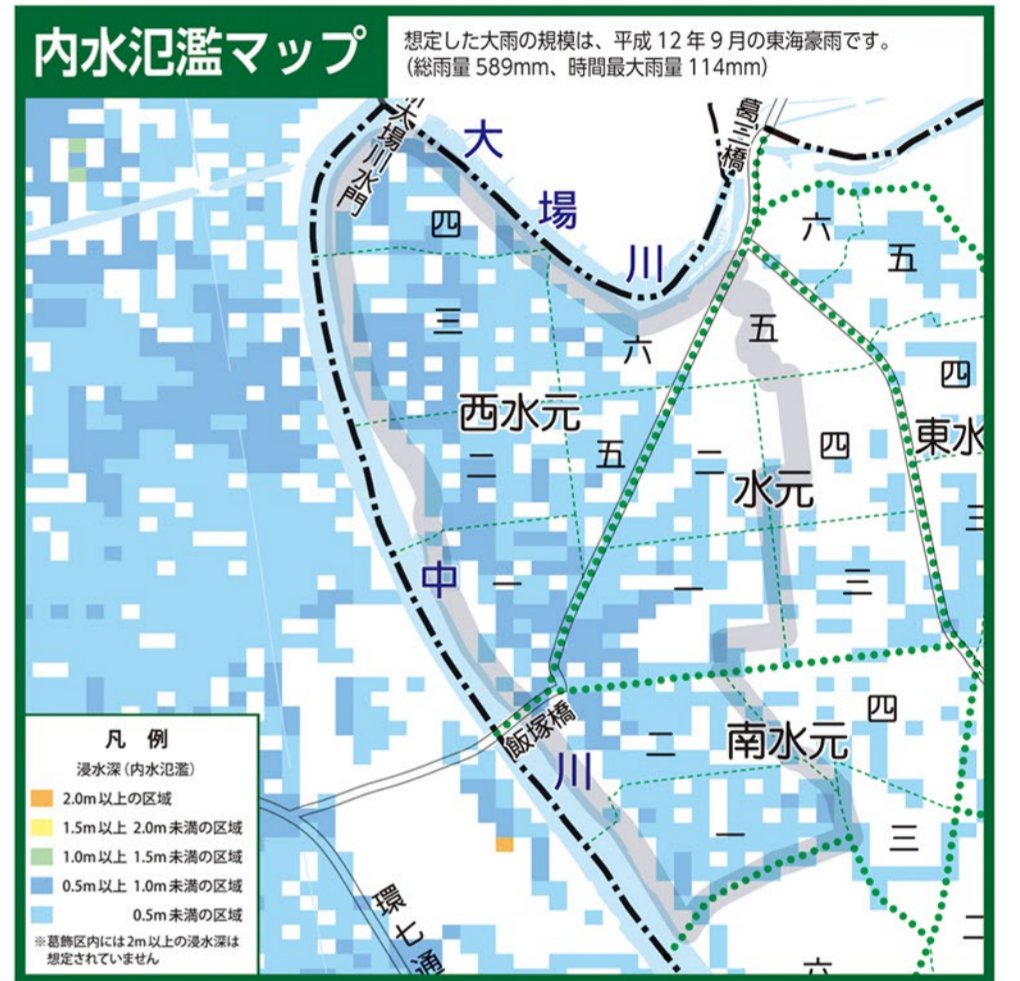 内水氾濫マップ
想定した大雨の規模は、平成12年9月の東海豪雨です。
(総雨量589mm、時間最大雨量114mm)
大場川水門
葛三橋
大場川
四
六
五
三
五
六
四
西水元
東水
四
二
五
二
水元
三
中川
一
一
三
四
飯塚橋
南水元
二
一
三
環七通
二
凡 例
浸水深(内水氾濫)
2.0m以上の区域
1.5m以上 2.0m未満の区域
1.0m以上 1.5m未満の区域
0.5m以上 1.0m未満の区域
0.5m未満の区域
※葛飾区内には2m以上の浸水深は
想定されていません